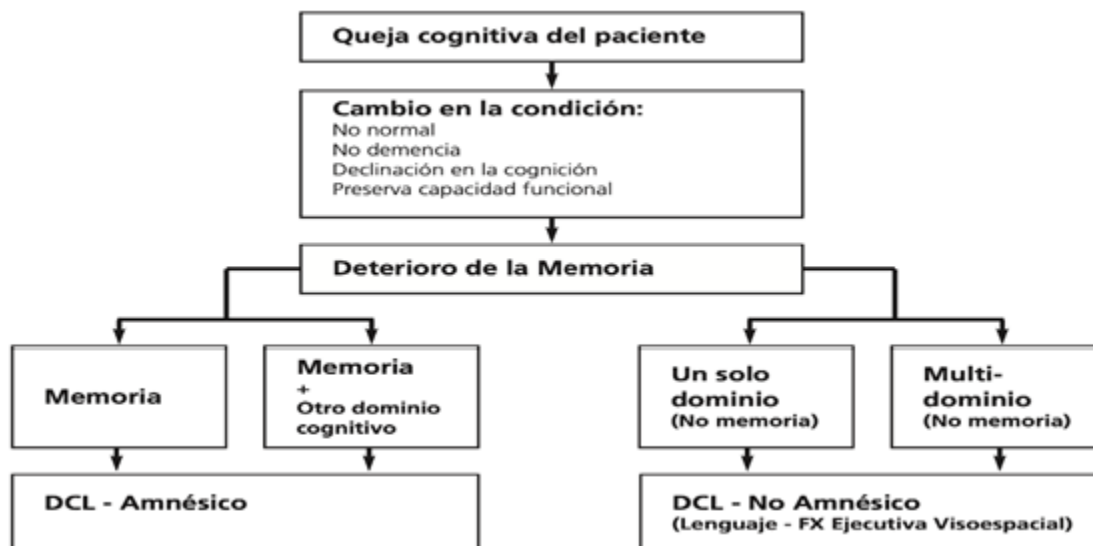 Queja cognitiva del paciente
Cambio en la condición:
No normal
No demencia
Declinación en la cognición
Preserva capacidad funcional
Deterioro de la Memoria
Memoria
Memoria
+
Otro dominio
cognitivo
Un solo
dominio
(No memoria)
Multi-
dominio
(No memoria)
DCL - Amnésico
DCL - No Amnésico
(Lenguaje - FX Ejecutiva Visoespacial)